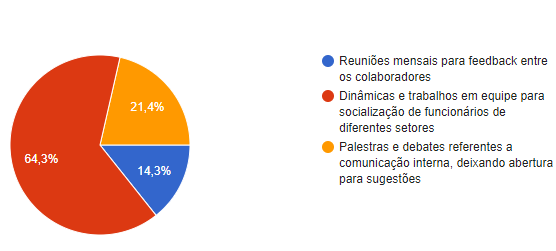 21,4%
64,3%
14,3%
Reuniões mensais para feedback entre
os colaboradores
Dinâmicas e trabalhos em equipe para
socialização de funcionários de
diferentes setores
Palestras e debates referentes a
comunicação interna, deixando abertura
para sugestões